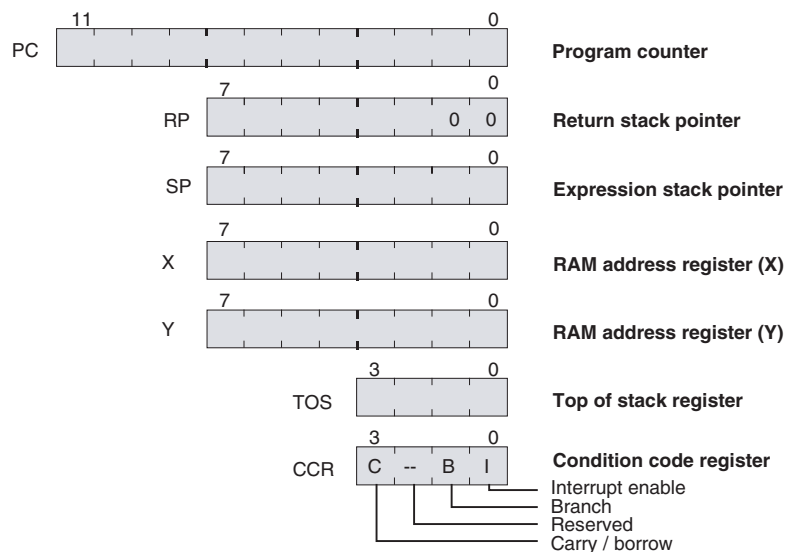 11 0
PC Program counter
7 0
RP 0 0 Return stack pointer
7 0
SP Expression stack pointer
7 0
X RAM address register (X)
7 0
Y RAM address register (Y)
3 0
TOS Top of stack register
3 0
CCR C -- B I Condition code register
Interrupt enable
Branch
Reserved
Carry / borrow